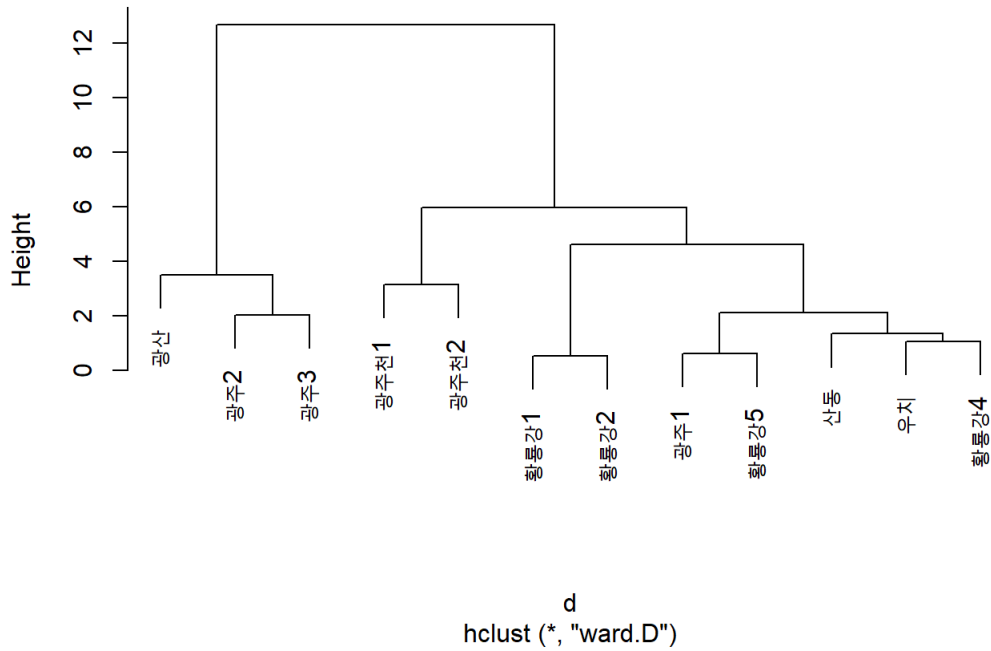 Height
12
10
8
6
4
2
0
광산
광주2
광주3
광주천1
광주천2
황룡강1
황룡강2
광주1
황룡강5
산동
우치
황룡강4
d
hclust (*, "ward.D")